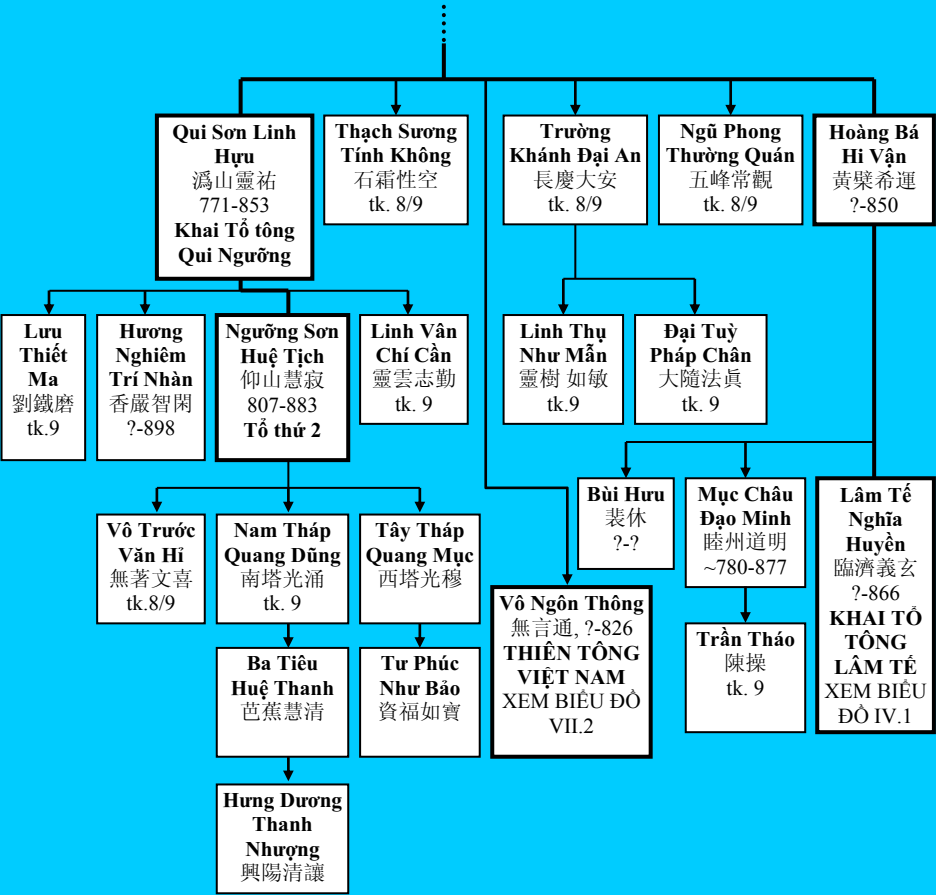 Qui Sơn Linh
Hựu
潙山靈祐
771-853
Khai Tổ tông
Qui Ngưỡng
Thạch Sương
Tính Không
石霜性空
tk. 8/9
Trường
Khánh Đại An
長慶大安
tk. 8/9
Ngũ Phong
Thường Quán
五峰常觀
tk. 8/9
Hoàng Bá
Hi Vận
黃檗希運
?-850
Lưu
Thiết
Ma
劉鐵磨
tk.9
Hương
Nghiêm
Trí Nhàn
香嚴智閑
?-898
Ngưỡng Sơn
Huệ Tịch
仰山慧寂
807-883
Tổ thứ 2
Linh Vân
Chí Cần
靈雲志勤
tk. 9
Linh Thụ
Như Mẫn
靈樹 如敏
tk.9
Đại Tuỳ
Pháp Chân
大隨法眞
tk. 9
Bùi Hưu
裴休
?-?
Mục Châu
Đạo Minh
睦州道明
~780-877
Lâm Tế
Nghĩa
Huyền
臨濟義玄
?-866
KHAI TỔ
TÔNG
LÂM TẾ
XEM BIỂU
ĐỒ IV.1
Vô Trước
Văn Hỉ
無著文喜
tk.8/9
Nam Tháp
Quang Dũng
南塔光涌
tk. 9
Tây Tháp
Quang Mục
西塔光穆
Vô Ngôn Thông
無言通, ?-826
THIỀN TÔNG
VIỆT NAM
XEM BIỂU ĐỒ
VII.2
Trần Tháo
陳操
tk. 9
Ba Tiêu
Huệ Thanh
芭蕉慧清
Tư Phúc
Như Bảo
資福如寶
Hưng Dương
Thanh
Nhượng
興陽清讓